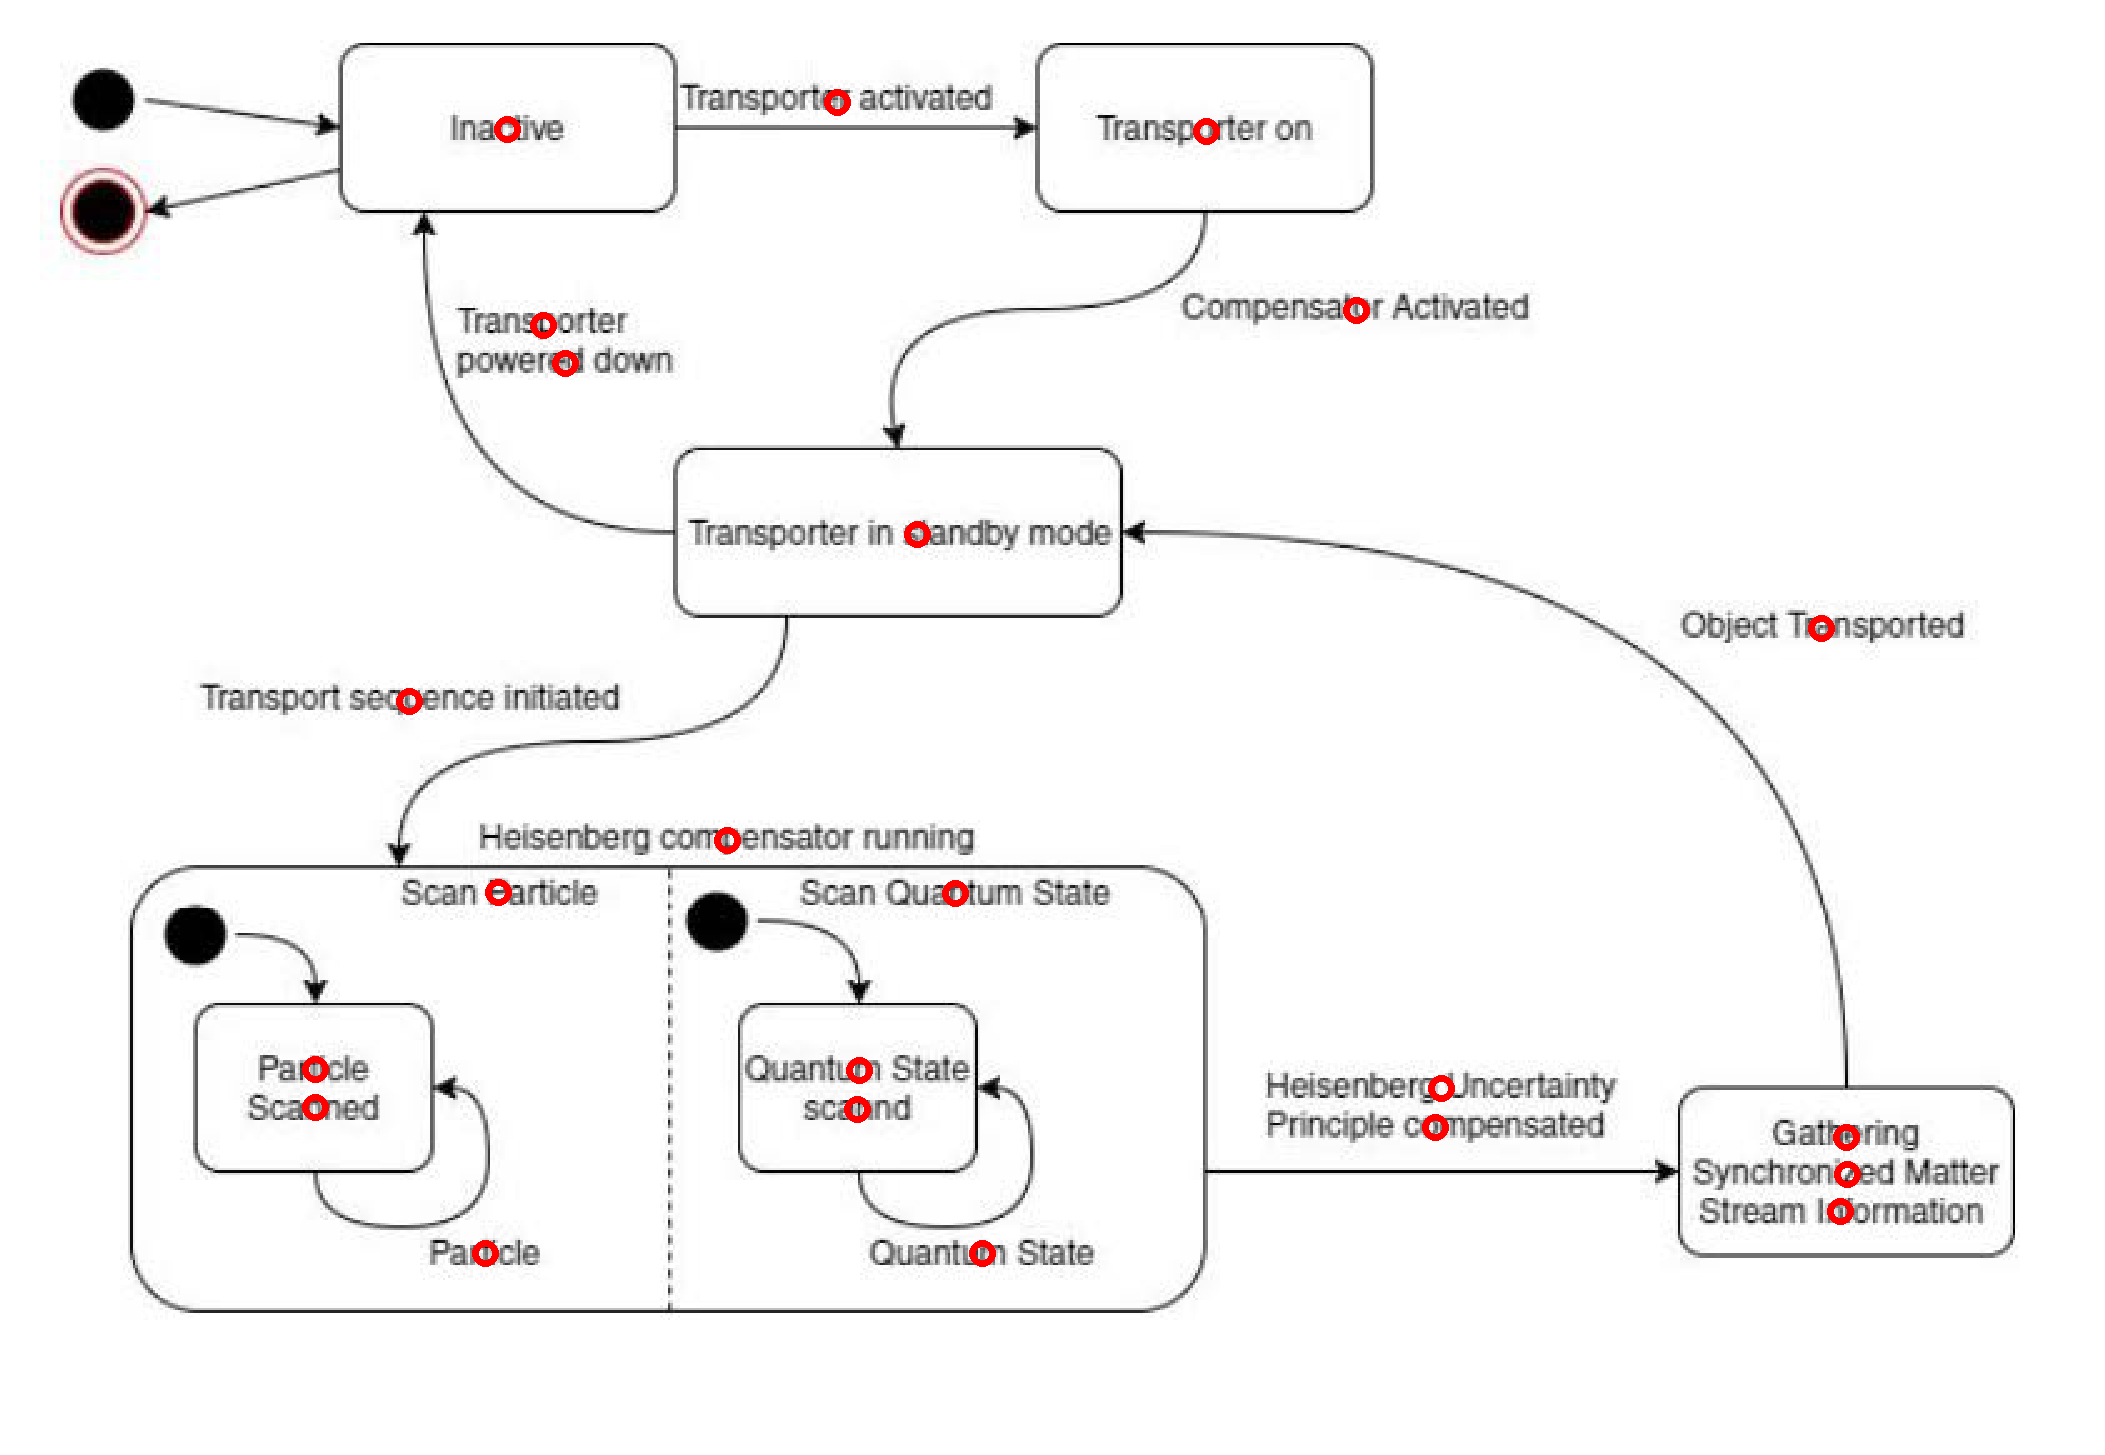 Inactive
Transporter activated
Transporter on
Transporter
powered down
Compensator Activated
Transporter in standby mode
Object Transported
Transport sequence initiated
Heisenberg compensator running
Scan Particle
Scan Quantum State
Particle
Scanned
Quantum State
scannd
Particle
Quantum State
Heisenberg Uncertainty
Principle compensated
Gathering
Synchronized Matter
Stream Information